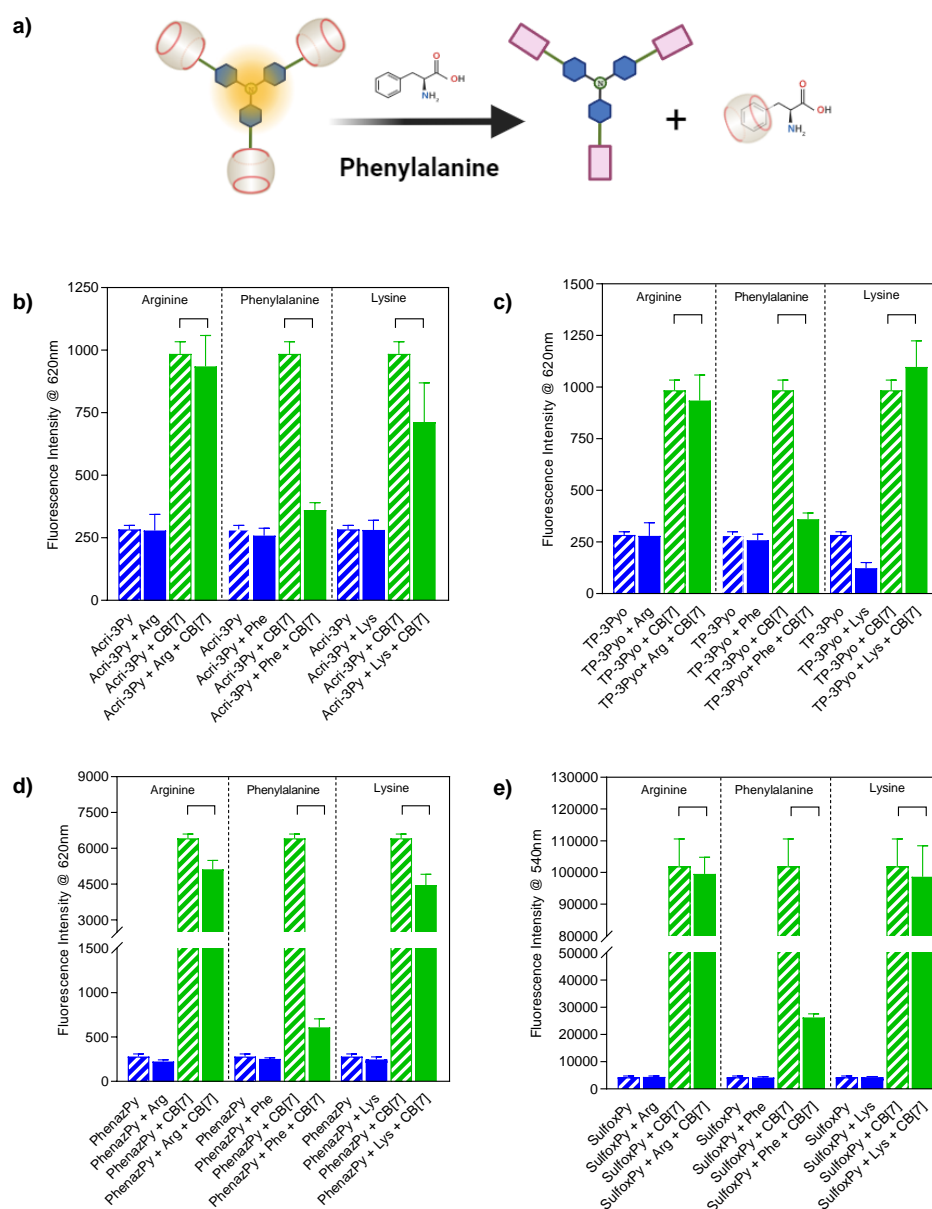 a)
N
O
OH
NH₂
Phenylalanine
N
+
O
OH
NH₂
b)
Fluorescence Intensity @ 620nm
1250
1000
750
500
250
0
Arginine
Phenylalanine
Lysine
Acri-3Py
Acri-3Py + Arg
Acri-3Py + CB[7]
Acri-3Py + Arg + CB[7]
Acri-3Py
Acri-3Py + Phe
Acri-3Py + CB[7]
Acri-3Py + Phe + CB[7]
Acri-3Py
Acri-3Py + Lys
Acri-3Py + CB[7]
Acri-3Py + Lys + CB[7]
c)
Fluorescence Intensity @ 620nm
1500
1250
1000
750
500
250
0
Arginine
Phenylalanine
Lysine
TP-3Pyo
TP-3Pyo + Arg
TP-3Pyo + CB[7]
TP-3Pyo+ Arg + CB[7]
TP-3Pyo
TP-3Pyo + Phe
TP-3Pyo + CB[7]
TP-3Pyo+ Phe + CB[7]
TP-3Pyo
TP-3Pyo + Lys
TP-3Pyo + CB[7]
TP-3Pyo + Lys + CB[7]
d)
Fluorescence Intensity @ 620nm
9000
7500
6000
4500
3000
1500
1000
500
0
Arginine
Phenylalanine
Lysine
PhenazPy
PhenazPy + Arg
PhenazPy + CB[7]
PhenazPy + Arg + CB[7]
PhenazPy
PhenazPy + Phe
PhenazPy + CB[7]
PhenazPy + Phe + CB[7]
PhenazPy
PhenazPy + Lys
PhenazPy + CB[7]
PhenazPy + Lys + CB[7]
e)
Fluorescence Intensity @ 540nm
130000
120000
110000
100000
90000
80000
50000
40000
30000
20000
10000
0
Arginine
Phenylalanine
Lysine
SulfoxPy
SulfoxPy + Arg
SulfoxPy + CB[7]
SulfoxPy + Arg + CB[7]
SulfoxPy
SulfoxPy + Phe
SulfoxPy + CB[7]
SulfoxPy + Phe + CB[7]
SulfoxPy
SulfoxPy + Lys
SulfoxPy + CB[7]
SulfoxPy + Lys + CB[7]